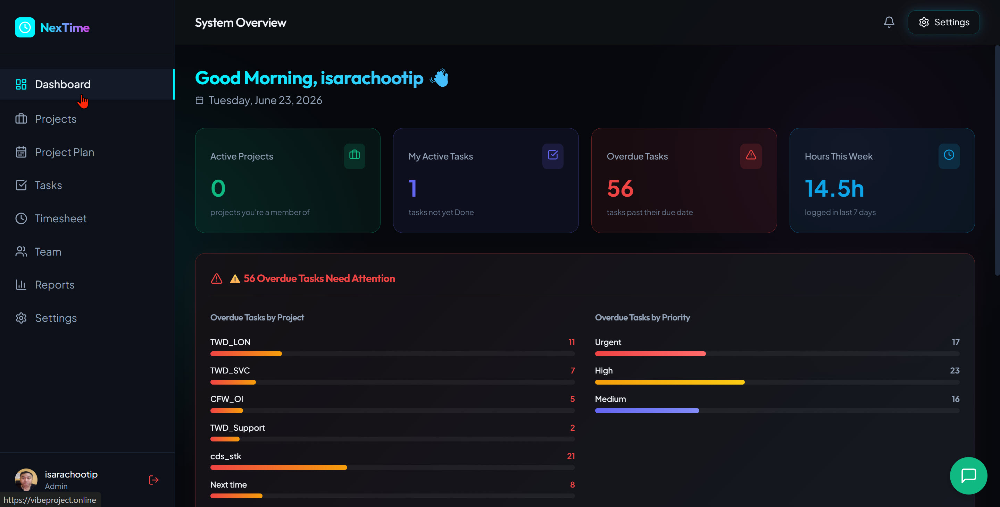 NexTime
System Overview
Settings
Dashboard
Projects
Project Plan
Tasks
Timesheet
Team
Reports
Settings
isarachootip
Admin
https://vibeproject.online
Good Morning, isarachootip 👋
Tuesday, June 23, 2026
Active Projects
0
projects you're a member of
My Active Tasks
1
tasks not yet Done
Overdue Tasks
56
tasks past their due date
Hours This Week
14.5h
logged in last 7 days
⚠️ 56 Overdue Tasks Need Attention
Overdue Tasks by Project
TWD_LON 11
TWD_SVC 7
CFW_OI 5
TWD_Support 2
cds_stk 21
Next time 8
Overdue Tasks by Priority
Urgent 17
High 23
Medium 16